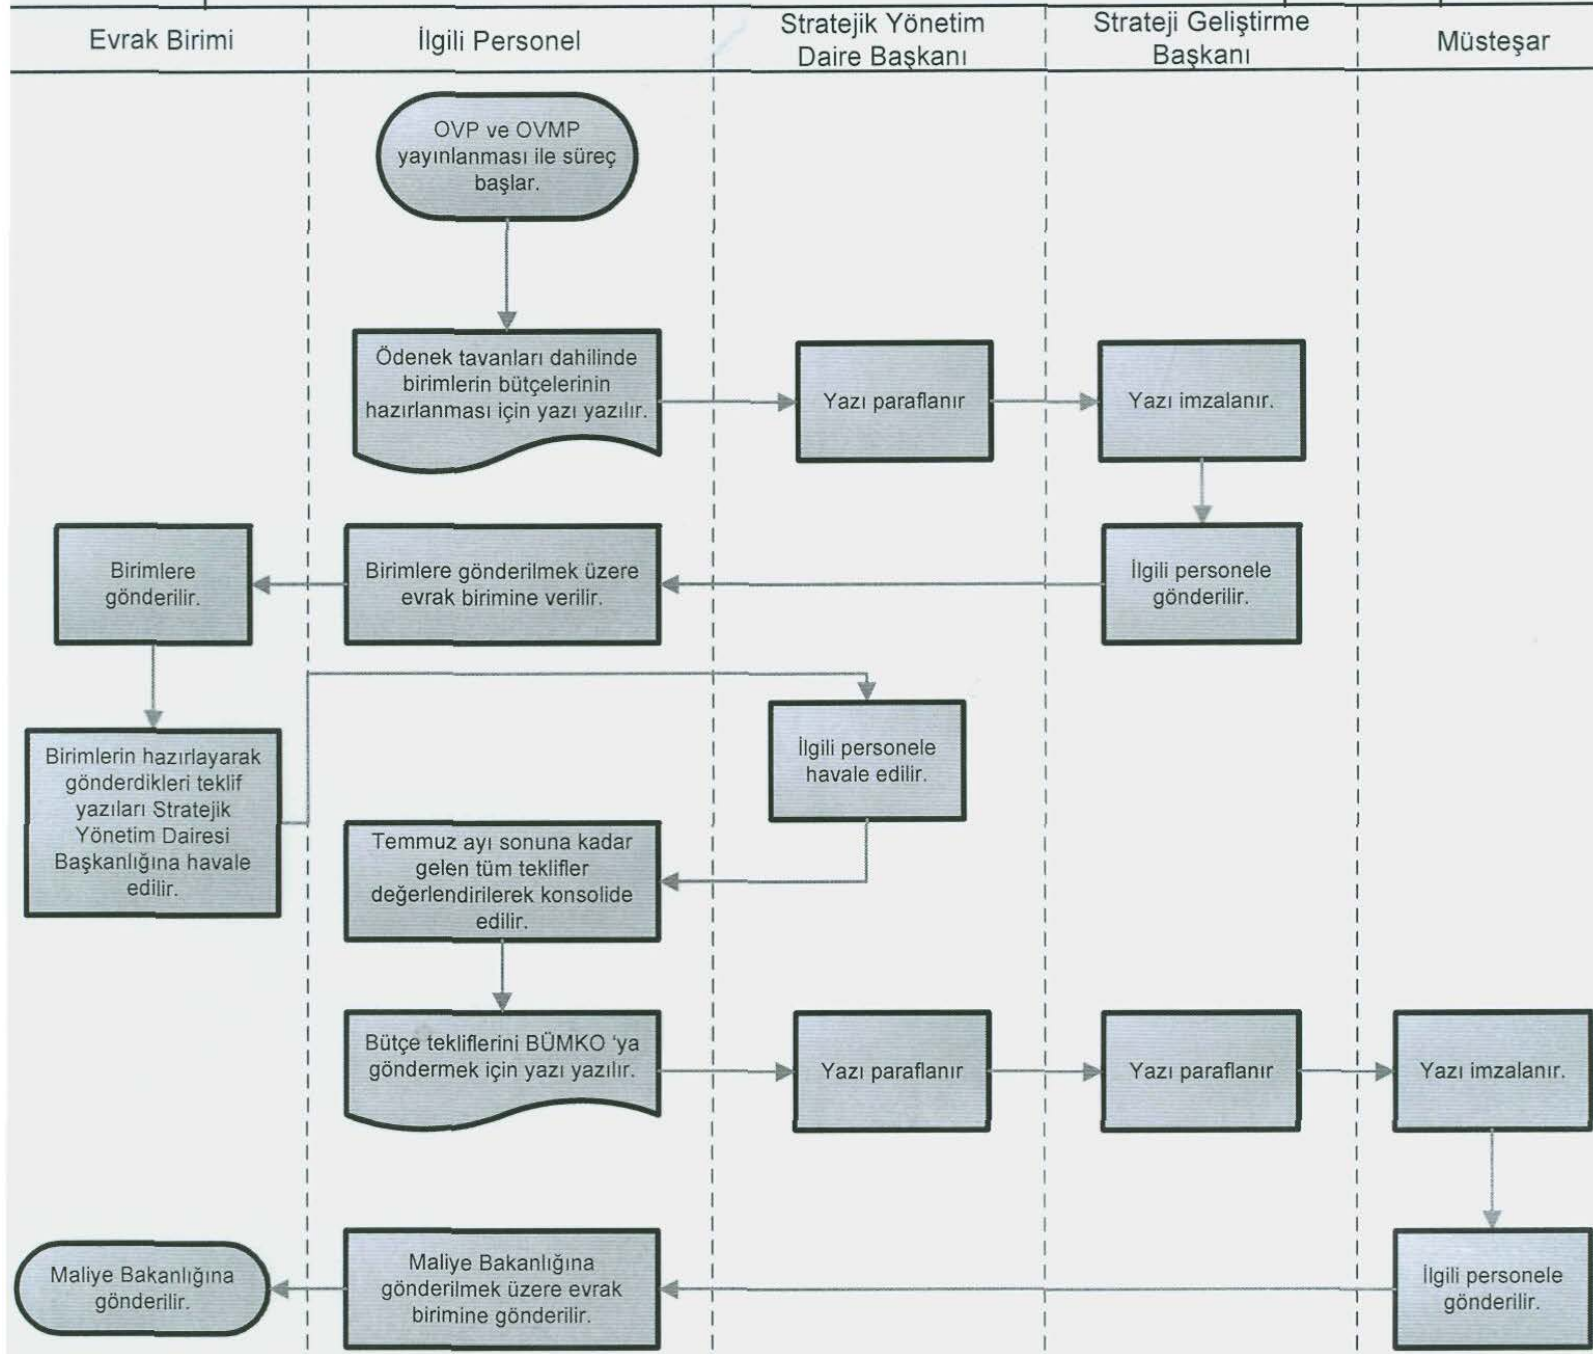 Evrak Birimi
İlgili Personel
Stratejik Yönetim
Daire Başkanı
Strateji Geliştirme
Başkanı
Müsteşar
OVP ve OVMP
yayınlanması ile süreç
başlar.
Ödenek tavanları dahilinde
birimlerin bütçelerinin
hazırlanması için yazı yazılır.
Yazı paraflanır
Yazı imzalanır.
İlgili personele
gönderilir.
Birimlere gönderilmek üzere
evrak birimine verilir.
Birimlere
gönderilir.
Birimlerin hazırlayarak
gönderdikleri teklif
yazıları Stratejik
Yönetim Dairesi
Başkanlığına havale
edilir.
İlgili personele
havale edilir.
Temmuz ayı sonuna kadar
gelen tüm teklifler
değerlendirilerek konsolide
edilir.
Bütçe tekliflerini BÜMKO ‘ya
göndermek için yazı yazılır.
Yazı paraflanır
Yazı paraflanır
Yazı imzalanır.
İlgili personele
gönderilir.
Maliye Bakanlığına
gönderilmek üzere evrak
birimine gönderilir.
Maliye Bakanlığına
gönderilir.